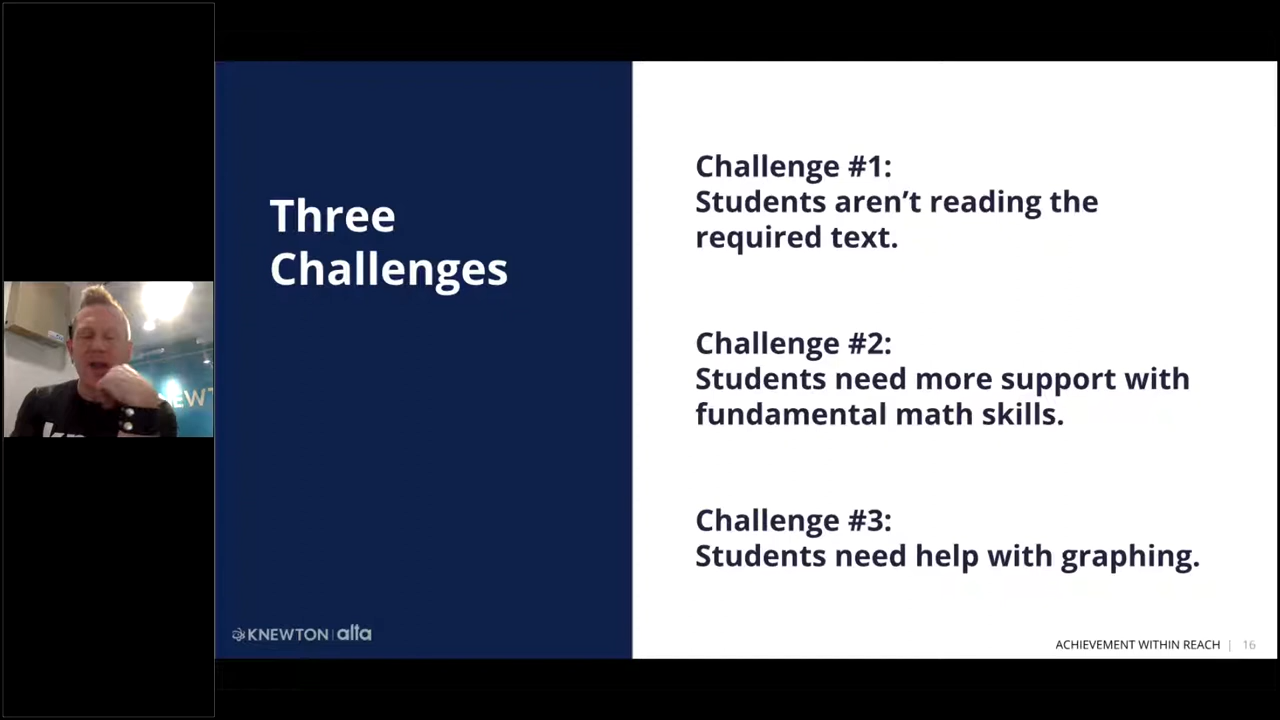 Three
Challenges
Challenge #1:
Students aren’t reading the
required text.
Challenge #2:
Students need more support with
fundamental math skills.
Challenge #3:
Students need help with graphing.
KNEWTON | alta
ACHIEVEMENT WITHIN REACH | 16